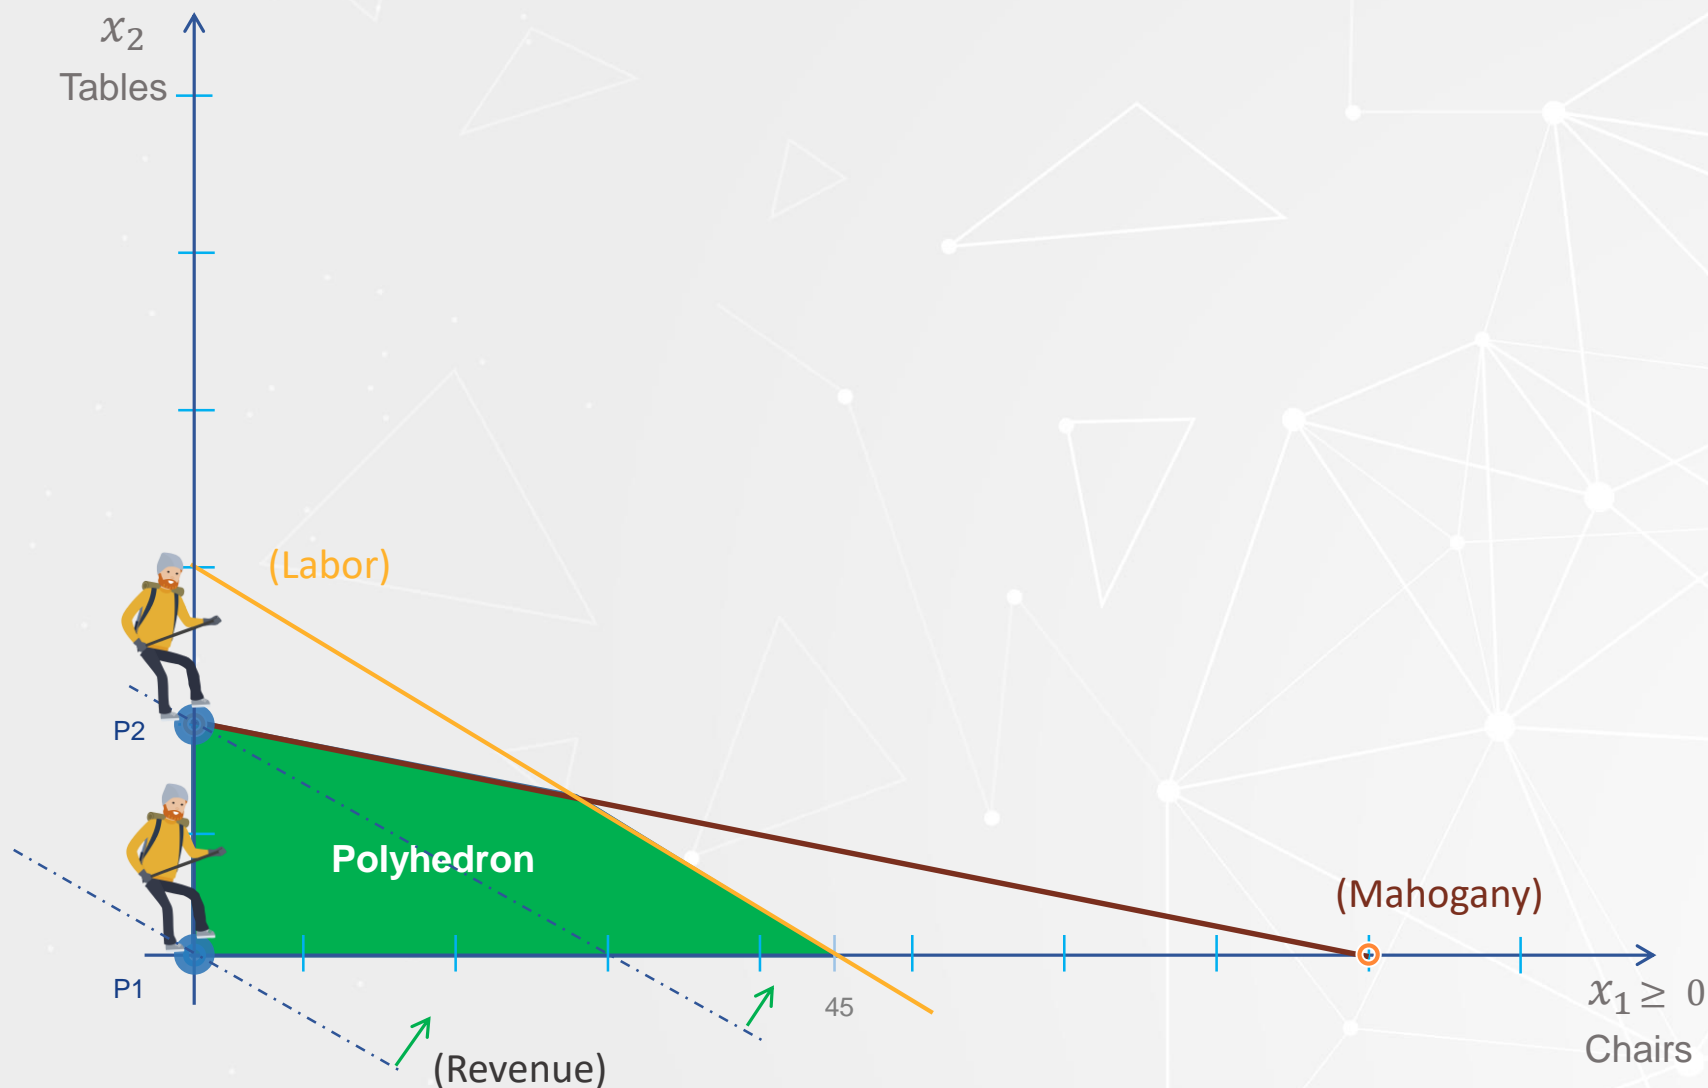 x₂
Tables
(Labor)
P2
Polyhedron
(Mahogany)
P1
45
x₁ ≥ 0
Chairs
(Revenue)